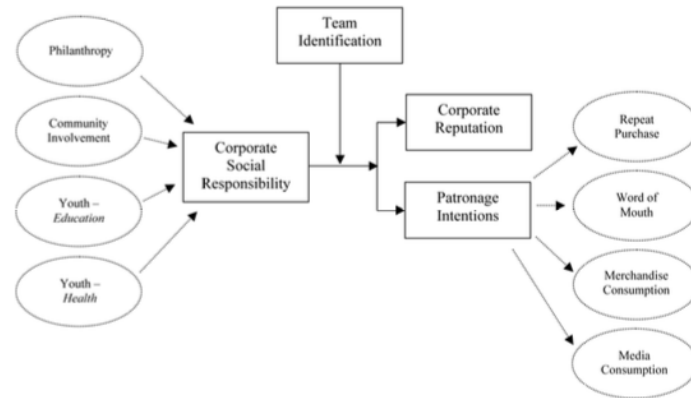 Team
Identification
Philanthropy
Community
Involvement
Youth –
Education
Youth –
Health
Corporate
Social
Responsibility
Corporate
Reputation
Patronage
Intentions
Repeat
Purchase
Word of
Mouth
Merchandise
Consumption
Media
Consumption